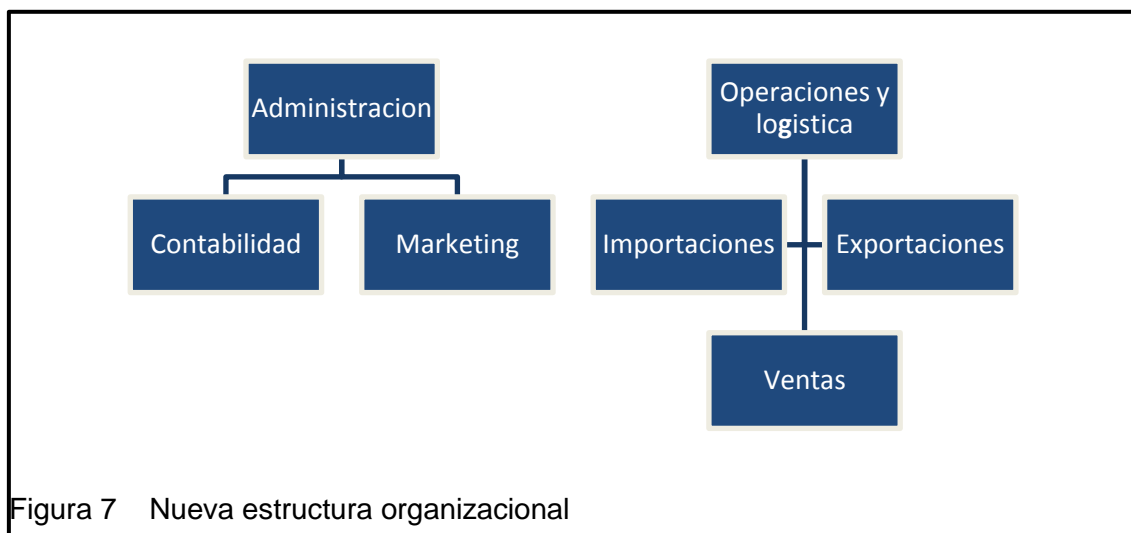 Administracion
Operaciones y
logistica
Contabilidad
Marketing
Importaciones
Exportaciones
Ventas
Figura 7 Nueva estructura organizacional